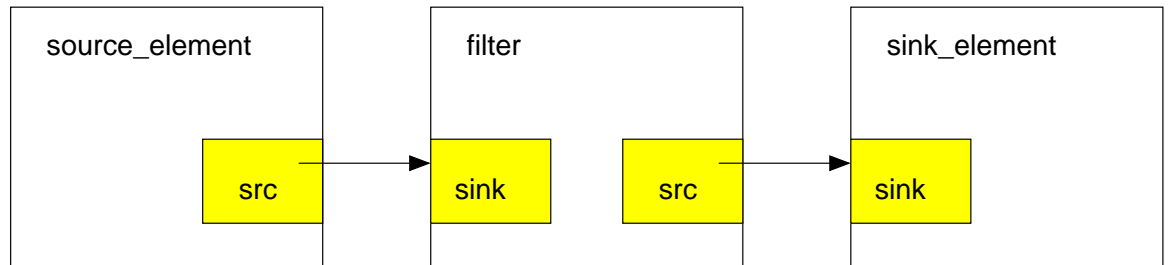 source_element
filter
sink_element
src
sink
src
sink